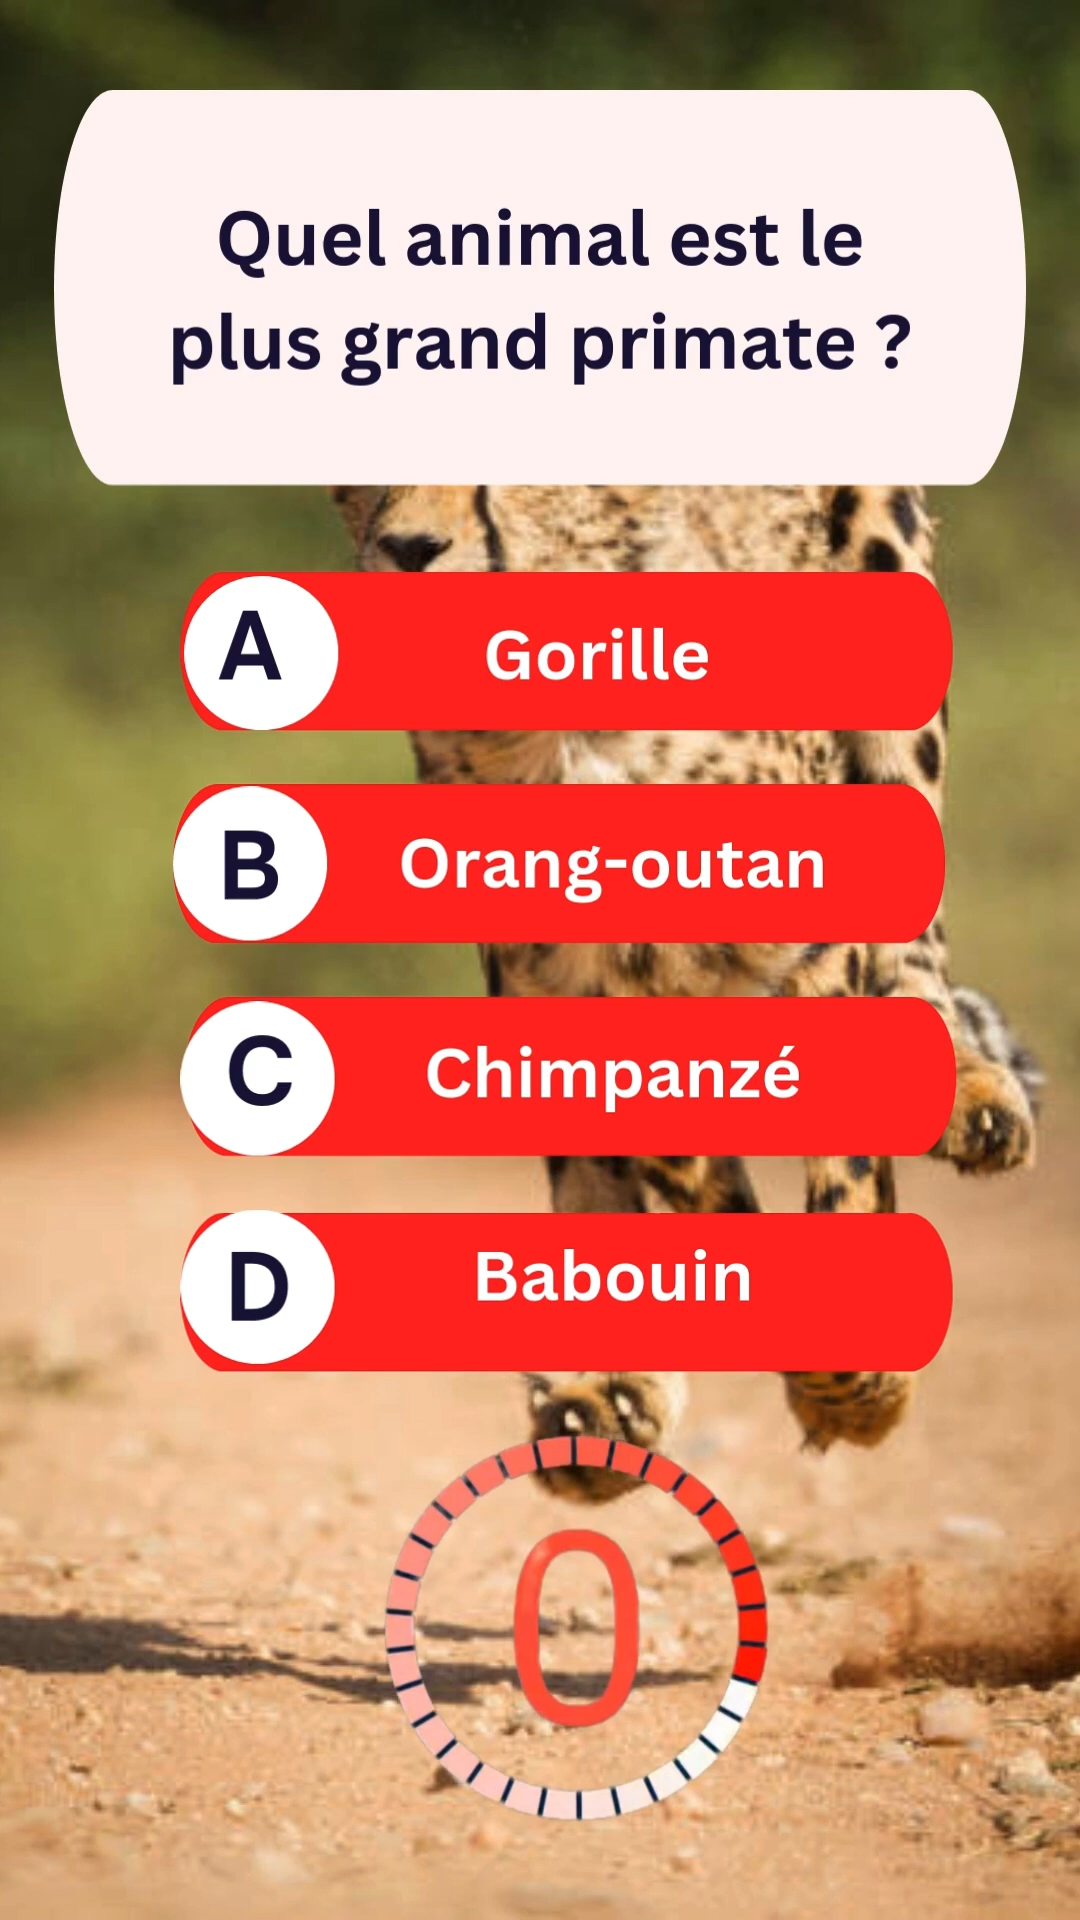 Quel animal est le
plus grand primate ?
A
Gorille
B
Orang-outan
C
Chimpanzé
D
Babouin
0